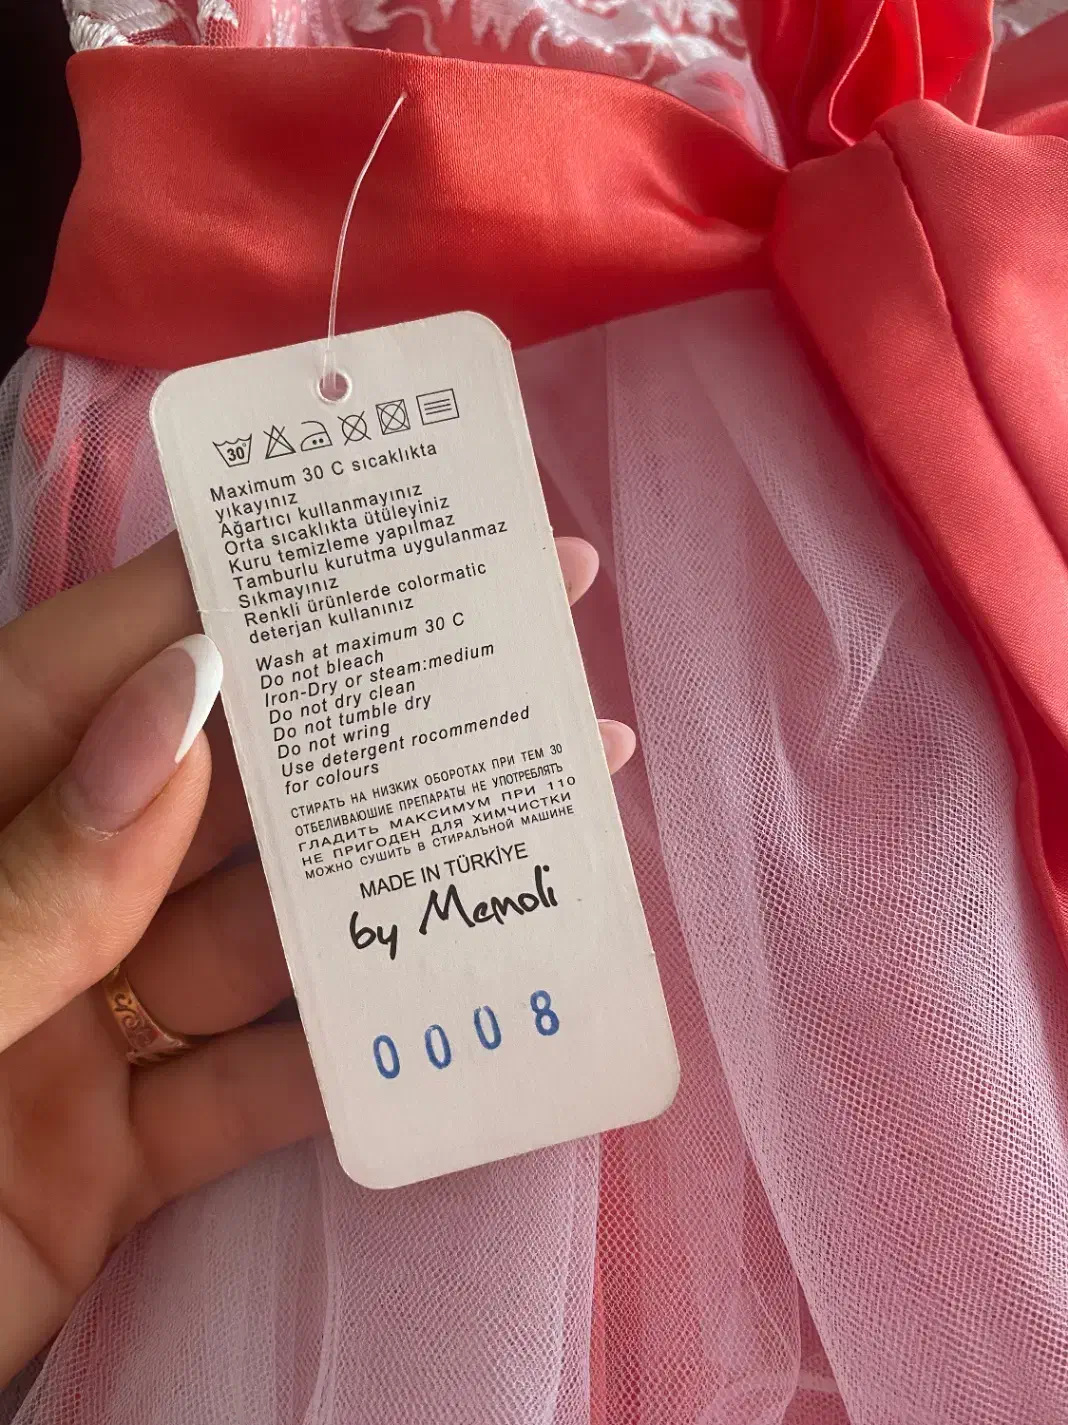 30°
Maximum 30 C sıcaklıkta
yıkayınız
Ağartıcı kullanmayınız
Orta sıcaklıkta ütüleyiniz
Kuru temizleme yapılmaz
Tamburlu kurutma uygulanmaz
Sıkmayınız
Renkli ürünlerde colormatic
deterjan kullanınız
Wash at maximum 30 C
Do not bleach
Iron-Dry or steam:medium
Do not dry clean
Do not tumble dry
Do not wring
Use detergent rocommended
for colours
СТИРАТЬ НА НИЗКИХ ОБОРОТАХ ПРИ ТЕМ 30
ОТБЕЛИВАЮШИЕ ПРЕПАРАТЫ НЕ УПОТРЕБЛЯТЬ
ГЛАДИТЬ МАКСИМУМ ПРИ 110
НЕ ПРИГОДЕН ДЛЯ ХИМЧИСТКИ
МОЖНО СУШИТЬ В СТИРАЛЬНОЙ МАШИНЕ
MADE IN TÜRKİYE
by Memoli
0008